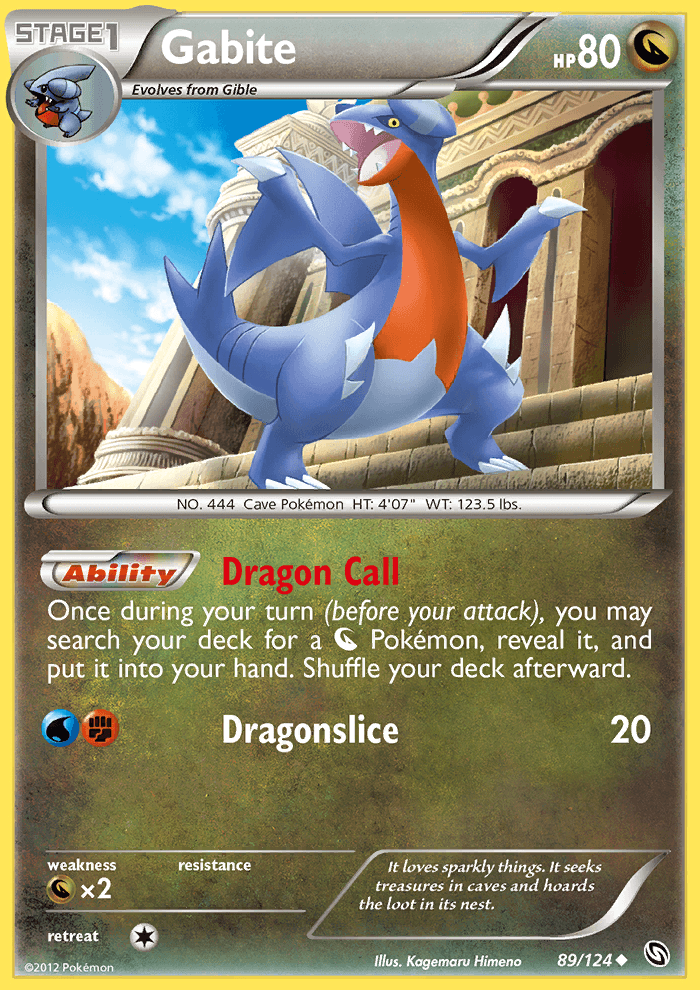 STAGE1
Gabite
HP80
Evolves from Gible
NO. 444 Cave Pokémon HT: 4'07" WT: 123.5 lbs.
Ability Dragon Call
Once during your turn (before your attack), you may
search your deck for a Pokémon, reveal it, and
put it into your hand. Shuffle your deck afterward.
Dragonslice 20
weakness resistance
×2
retreat
It loves sparkly things. It seeks
treasures in caves and hoards
the loot in its nest.
©2012 Pokémon
Illus. Kagemaru Himeno
89/124